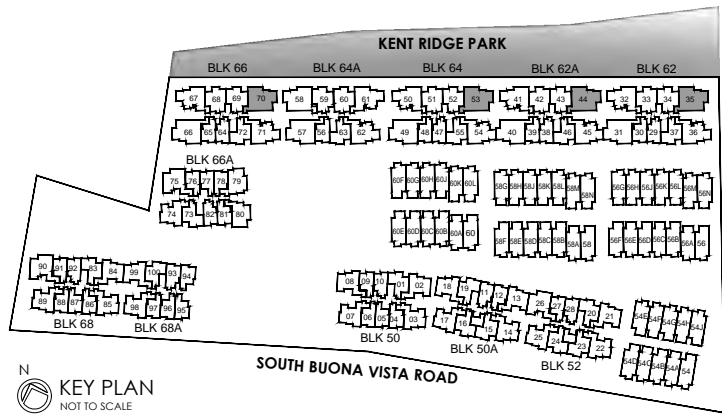 KENT RIDGE PARK
BLK 66 BLK 64A BLK 64 BLK 62A BLK 62
67 68 69 70 58 59 60 61 50 51 52 53 41 42 43 44 32 33 34 35
66 65 64 72 71 57 56 63 62 49 48 47 55 54 40 39 38 46 45 31 30 29 37 36
BLK 66A
75 76 77 78 79 60F 60G 60H 60J 60K 60L 58G 58H 58J 58K 58L 58M 58N 56G 56H 56J 56K 56L 56M 56N
74 73 82 81 80 60E 60D 60C 60B 60A 60 58F 58E 58D 58C 58B 58A 58 56F 56E 56D 56C 56B 56A 56
90 91 92 83 84 99 100 93 94 08 09 10 01 02 18 19 11 12 13 26 27 28 20 21 54E 54F 54G 54H 54J
89 88 87 86 85 98 97 96 95 07 06 05 04 03 17 16 15 14 25 24 23 22 54D 54C 54B 54A 54
BLK 68 BLK 68A BLK 50 BLK 50A BLK 52
SOUTH BUONA VISTA ROAD
N
KEY PLAN
NOT TO SCALE